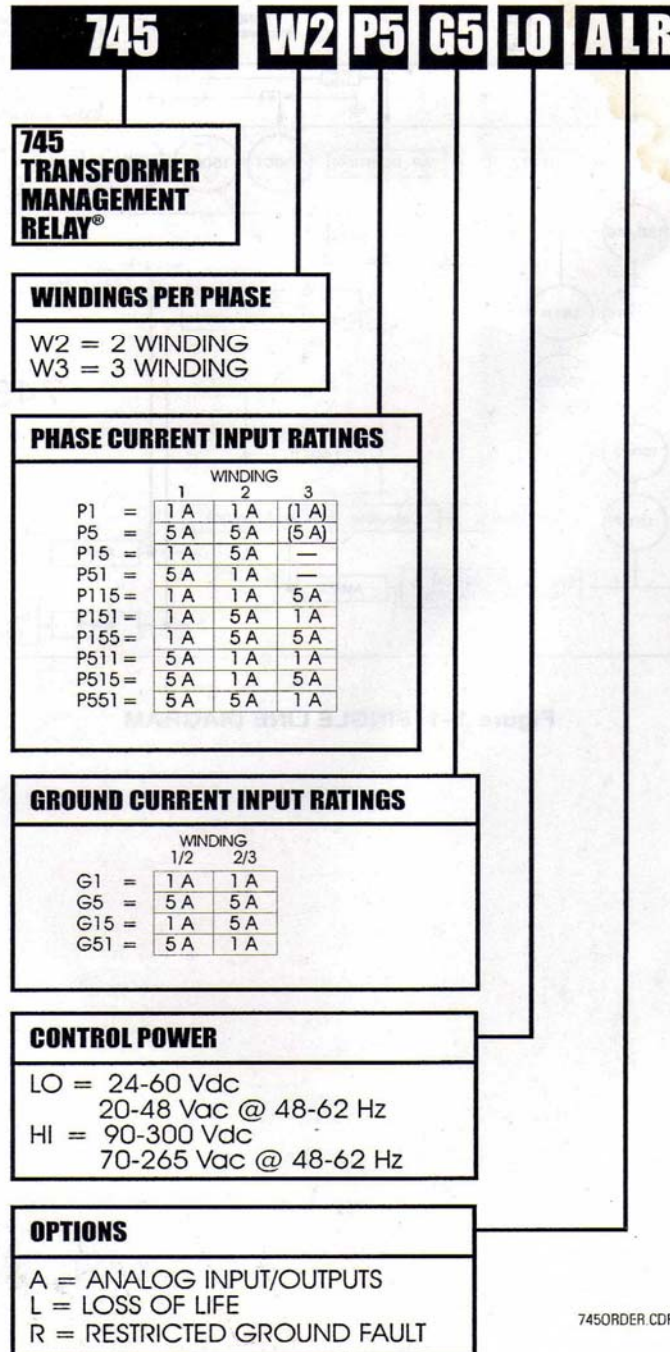 745 W2 P5 G5 LO A L R
745
TRANSFORMER
MANAGEMENT
RELAY®
WINDINGS PER PHASE
W2 = 2 WINDING
W3 = 3 WINDING
PHASE CURRENT INPUT RATINGS
WINDING
1 2 3
P1 = 1 A 1 A (1 A)
P5 = 5 A 5 A (5 A)
P15 = 1 A 5 A —
P51 = 5 A 1 A —
P115 = 1 A 1 A 5 A
P151 = 1 A 5 A 1 A
P155 = 1 A 5 A 5 A
P511 = 5 A 1 A 1 A
P515 = 5 A 1 A 5 A
P551 = 5 A 5 A 1 A
Figure 1-1 SINGLE LINE DIAGRAM
GROUND CURRENT INPUT RATINGS
WINDING
1/2 2/3
G1 = 1 A 1 A
G5 = 5 A 5 A
G15 = 1 A 5 A
G51 = 5 A 1 A
CONTROL POWER
LO = 24-60 Vdc
20-48 Vac @ 48-62 Hz
HI = 90-300 Vdc
70-265 Vac @ 48-62 Hz
OPTIONS
A = ANALOG INPUT/OUTPUTS
L = LOSS OF LIFE
R = RESTRICTED GROUND FAULT
745ORDER.CDR